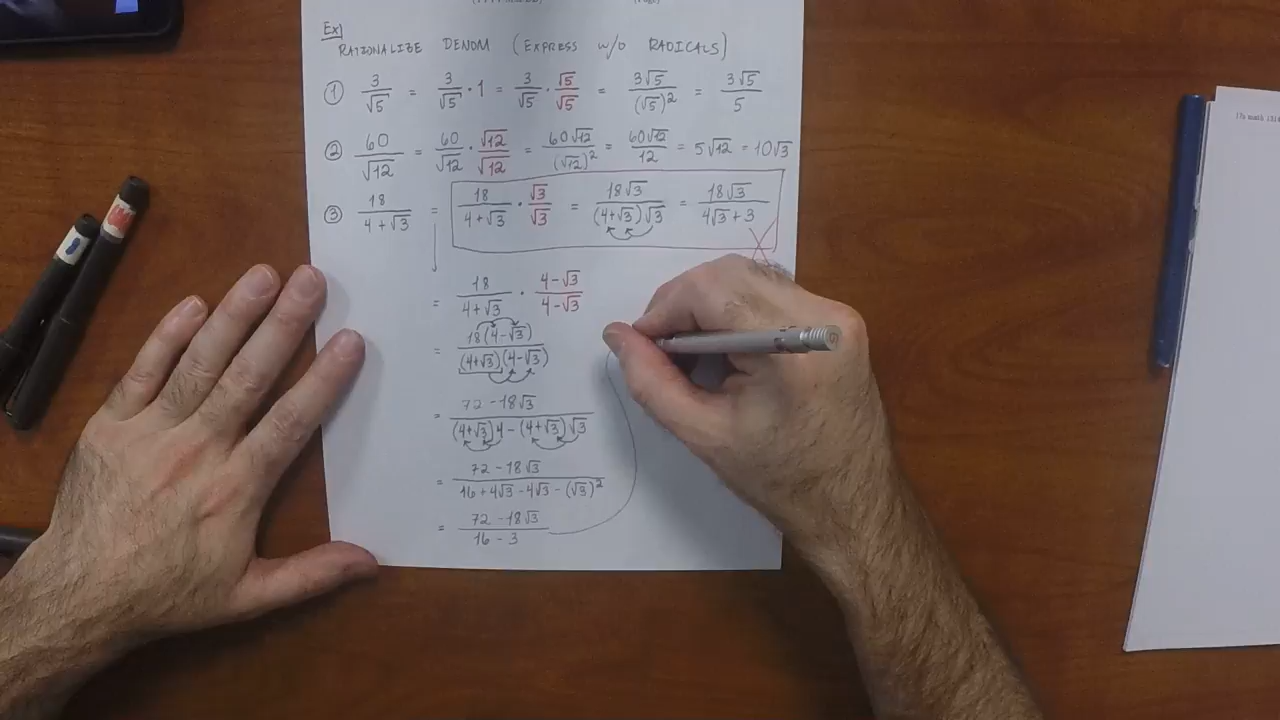 Ex)
RATIONALIZE DENOM (EXPRESS w/o RADICALS)
① 3/√5 = 3/√5 · 1 = 3/√5 · √5/√5 = 3√5/(√5)² = 3√5/5
② 60/√12 = 60/√12 · √12/√12 = 60√12/(√12)² = 60√12/12 = 5√12 = 10√3
③ 18/(4+√3) = 18/(4+√3) · √3/√3 = 18√3/((4+√3)√3) = 18√3/(4√3+3)
= 18/(4+√3) · (4-√3)/(4-√3)
= 18(4-√3)/((4+√3)(4-√3))
= (72-18√3)/((4+√3)4-(4+√3)√3)
= (72-18√3)/(16+4√3-4√3-(√3)²)
= (72-18√3)/(16-3)